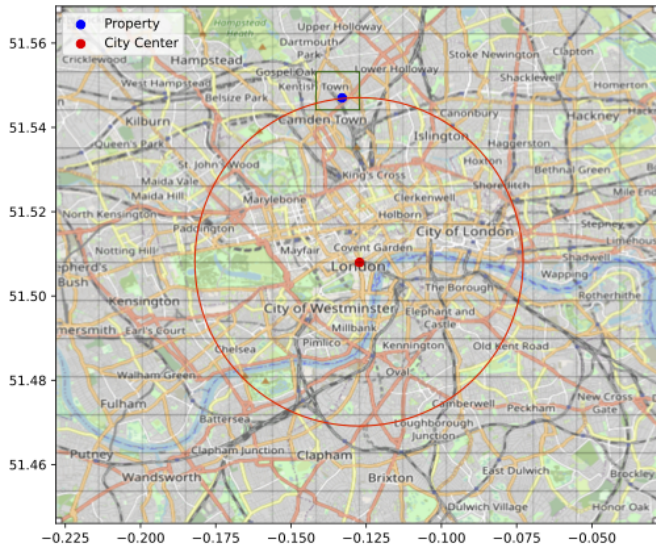 Property
City Center
Hampstead Heath
Upper Holloway
Cricklewood
Hampstead
Dartmouth Park
Stoke Newington
Clapton
Gospel Oak
Lower Holloway
West Hampstead
Shacklewell
Kentish Town
Belsize Park
Homerton
Kilburn
Camden Town
Canonbury
Hackney
Queen's Park
Islington
Haggerston
St. John's Wood
Hoxton
Bethnal Green
Maida Vale
King's Cross
Shoreditch
Mile End
Maida Hill
Marylebone
Clerkenwell
North Kensington
Holborn
Paddington
Stepney
City of London
Notting Hill
Mayfair
Covent Garden
Limehouse
Shadwell
London
Shepherd's Bush
Wapping
Kensington
The Borough
Rotherhithe
City of Westminster
Elephant and Castle
Earl's Court
Millbank
Chelsea
Pimlico
Kennington
Old Kent Road
Oval
Walham Green
Fulham
Camberwell
Peckham
New Cross Gate
Battersea
Loughborough Junction
Putney
Clapham Junction
Clapham
East Dulwich
Brockley
Wandsworth
Brixton
Dulwich Village
Honor Oak
51.56
51.54
51.52
51.50
51.48
51.46
−0.225
−0.200
−0.175
−0.150
−0.125
−0.100
−0.075
−0.050